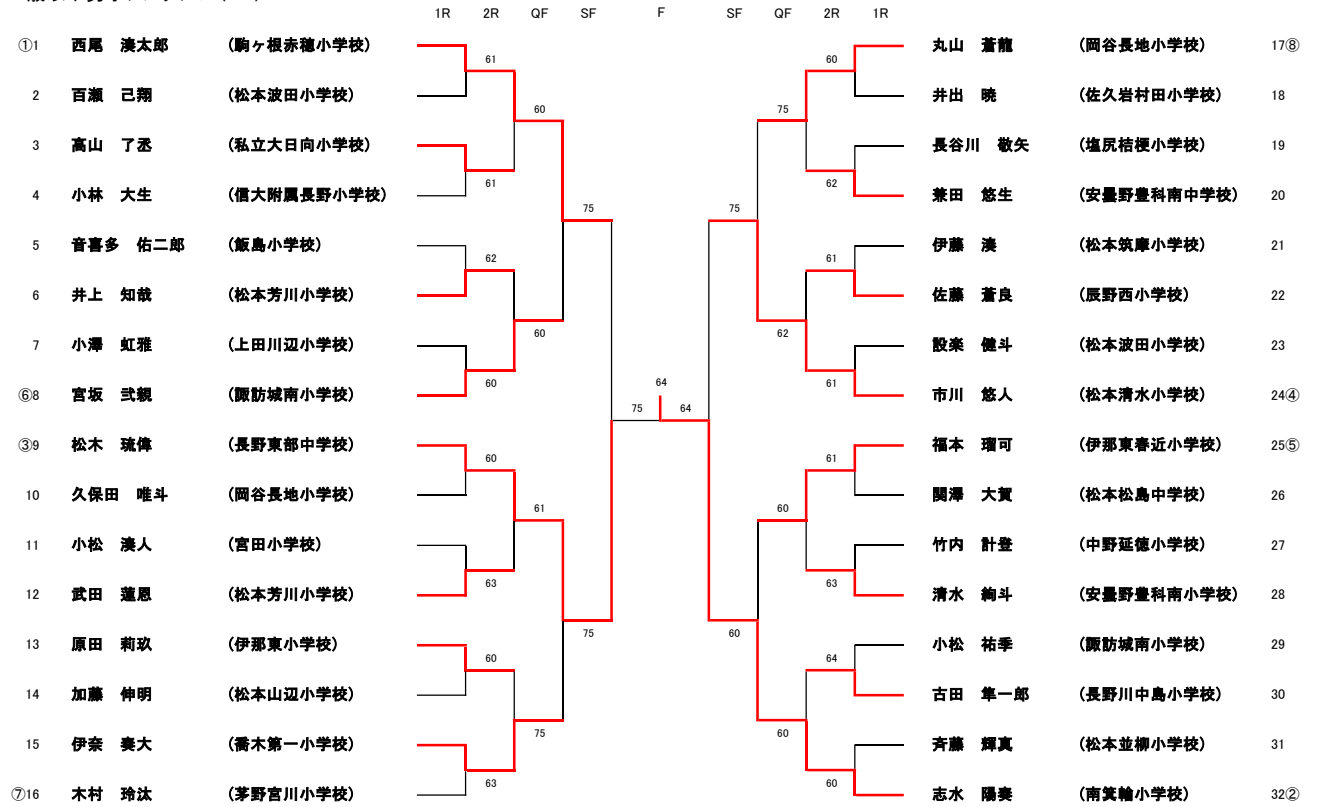 1R 2R QF SF F SF QF 2R 1R
①1 西尾 湊太郎 (駒ヶ根赤穂小学校) 丸山 蒼龍 (岡谷長地小学校) 17⑧
61 60
2 百瀬 己翔 (松本波田小学校) 井出 暁 (佐久岩村田小学校) 18
60 75
3 高山 了丞 (私立大日向小学校) 長谷川 敬矢 (塩尻桔梗小学校) 19
61 62
4 小林 大生 (信大附属長野小学校) 兼田 悠生 (安曇野豊科南中学校) 20
75 75
5 音喜多 佑二郎 (飯島小学校) 伊藤 湊 (松本筑摩小学校) 21
62 61
6 井上 知哉 (松本芳川小学校) 佐藤 蒼良 (辰野西小学校) 22
60 62
7 小澤 虹雅 (上田川辺小学校) 設楽 健斗 (松本波田小学校) 23
60 64 61
⑥8 宮坂 弐親 (諏訪城南小学校) 市川 悠人 (松本清水小学校) 24④
75 64
③9 松木 琉偉 (長野東部中学校) 福本 瑠可 (伊那東春近小学校) 25⑤
60 61
10 久保田 唯斗 (岡谷長地小学校) 関澤 大賀 (松本松島中学校) 26
61 60
11 小松 湊人 (宮田小学校) 竹内 計登 (中野延徳小学校) 27
63 63
12 武田 蓮恩 (松本芳川小学校) 清水 絢斗 (安曇野豊科南小学校) 28
75 60
13 原田 莉玖 (伊那東小学校) 小松 祐季 (諏訪城南小学校) 29
60 64
14 加藤 伸明 (松本山辺小学校) 古田 隼一郎 (長野川中島小学校) 30
75 60
15 伊奈 奏大 (喬木第一小学校) 斉藤 輝真 (松本並柳小学校) 31
63 60
⑦16 木村 玲汰 (茅野宮川小学校) 志水 陽奏 (南箕輪小学校) 32②